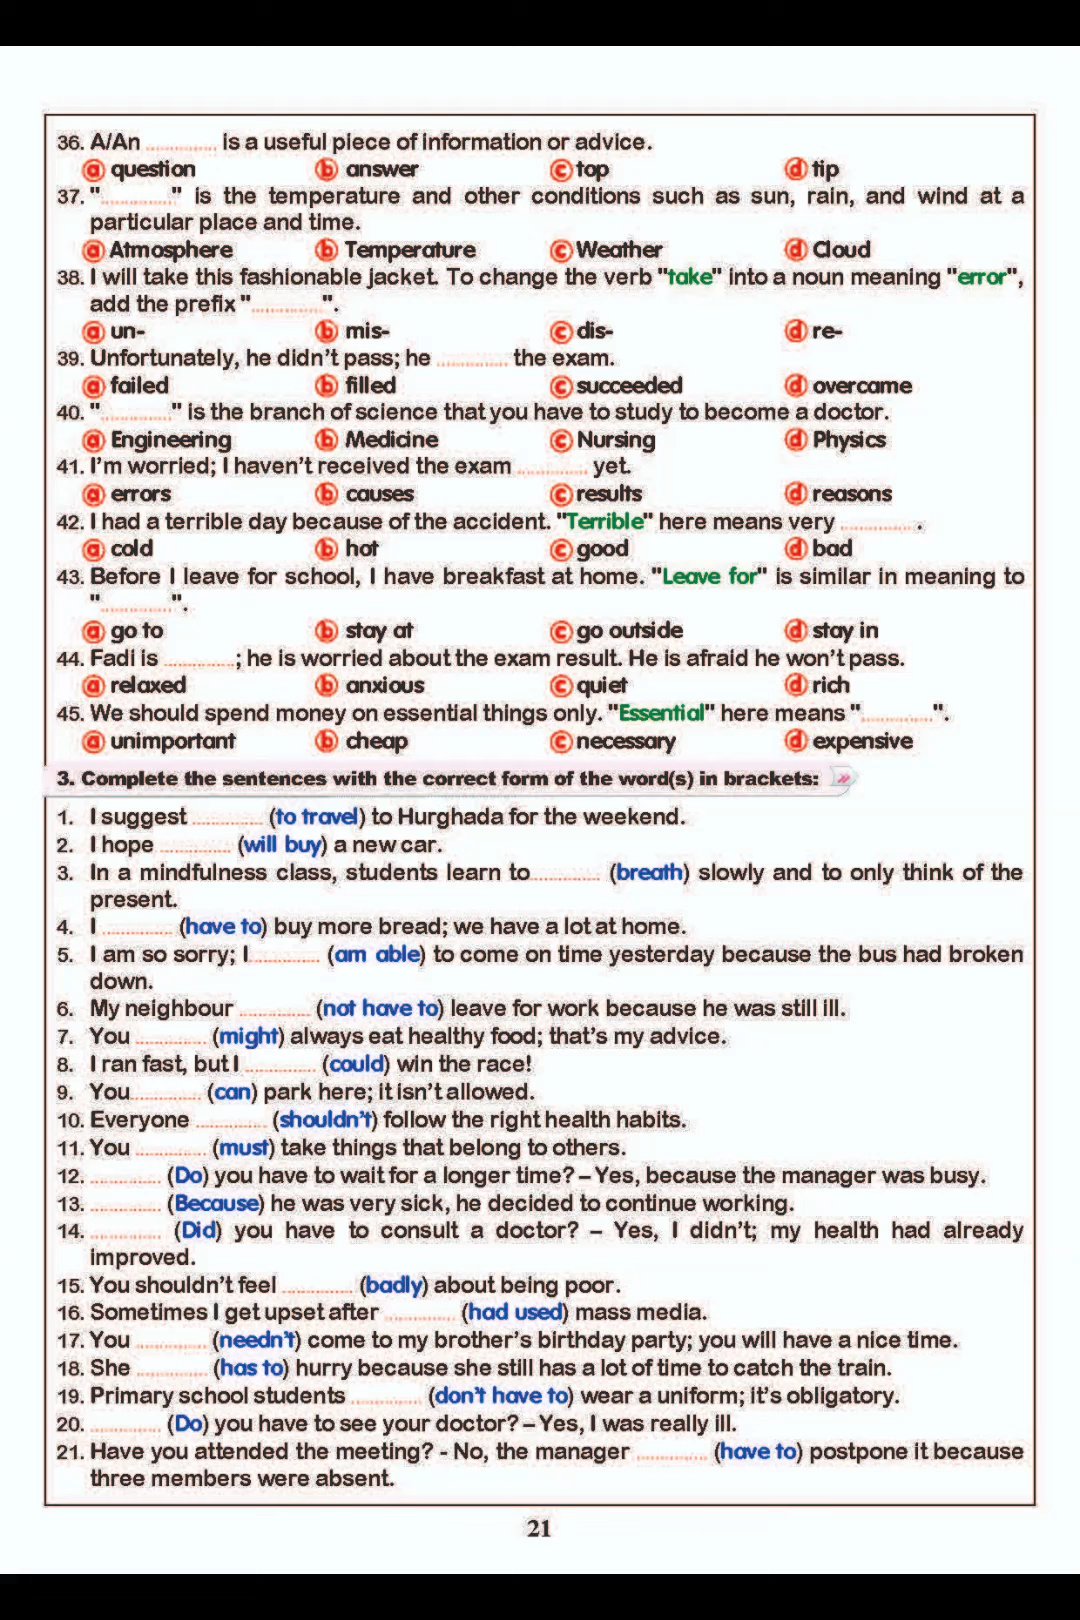 36. A/An ............ is a useful piece of information or advice.
ⓐ question ⓑ answer ⓒ top ⓓ tip
37. "............" is the temperature and other conditions such as sun, rain, and wind at a
particular place and time.
ⓐ Atmosphere ⓑ Temperature ⓒ Weather ⓓ Cloud
38. I will take this fashionable jacket. To change the verb "take" into a noun meaning "error",
add the prefix "............".
ⓐ un- ⓑ mis- ⓒ dis- ⓓ re-
39. Unfortunately, he didn't pass; he ............ the exam.
ⓐ failed ⓑ filled ⓒ succeeded ⓓ overcame
40. "............" is the branch of science that you have to study to become a doctor.
ⓐ Engineering ⓑ Medicine ⓒ Nursing ⓓ Physics
41. I'm worried; I haven't received the exam ............ yet.
ⓐ errors ⓑ causes ⓒ results ⓓ reasons
42. I had a terrible day because of the accident. "Terrible" here means very ............ .
ⓐ cold ⓑ hot ⓒ good ⓓ bad
43. Before I leave for school, I have breakfast at home. "Leave for" is similar in meaning to
"............".
ⓐ go to ⓑ stay at ⓒ go outside ⓓ stay in
44. Fadi is ............; he is worried about the exam result. He is afraid he won't pass.
ⓐ relaxed ⓑ anxious ⓒ quiet ⓓ rich
45. We should spend money on essential things only. "Essential" here means "............".
ⓐ unimportant ⓑ cheap ⓒ necessary ⓓ expensive
3. Complete the sentences with the correct form of the word(s) in brackets: »
1. I suggest ............ (to travel) to Hurghada for the weekend.
2. I hope ............ (will buy) a new car.
3. In a mindfulness class, students learn to............ (breath) slowly and to only think of the
present.
4. I ............ (have to) buy more bread; we have a lot at home.
5. I am so sorry; I............ (am able) to come on time yesterday because the bus had broken
down.
6. My neighbour ............ (not have to) leave for work because he was still ill.
7. You ............ (might) always eat healthy food; that's my advice.
8. I ran fast, but I ............ (could) win the race!
9. You............ (can) park here; it isn't allowed.
10. Everyone ............ (shouldn't) follow the right health habits.
11. You ............ (must) take things that belong to others.
12. ............ (Do) you have to wait for a longer time? – Yes, because the manager was busy.
13. ............ (Because) he was very sick, he decided to continue working.
14. ............ (Did) you have to consult a doctor? – Yes, I didn't; my health had already
improved.
15. You shouldn't feel ............ (badly) about being poor.
16. Sometimes I get upset after ............ (had used) mass media.
17. You ............ (needn't) come to my brother's birthday party; you will have a nice time.
18. She ............ (has to) hurry because she still has a lot of time to catch the train.
19. Primary school students ............ (don't have to) wear a uniform; it's obligatory.
20. ............ (Do) you have to see your doctor? – Yes, I was really ill.
21. Have you attended the meeting? - No, the manager ............ (have to) postpone it because
three members were absent.
21